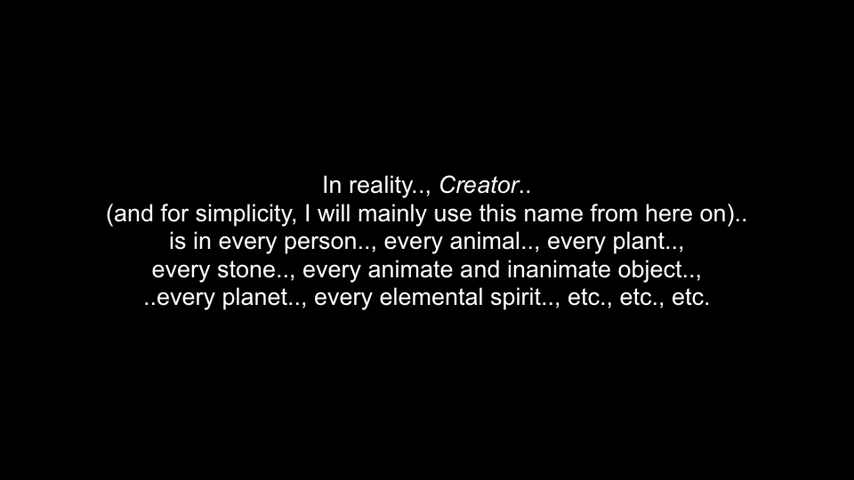 In reality.., Creator..
(and for simplicity, I will mainly use this name from here on)..
is in every person.., every animal.., every plant..,
every stone.., every animate and inanimate object..,
..every planet.., every elemental spirit.., etc., etc., etc.